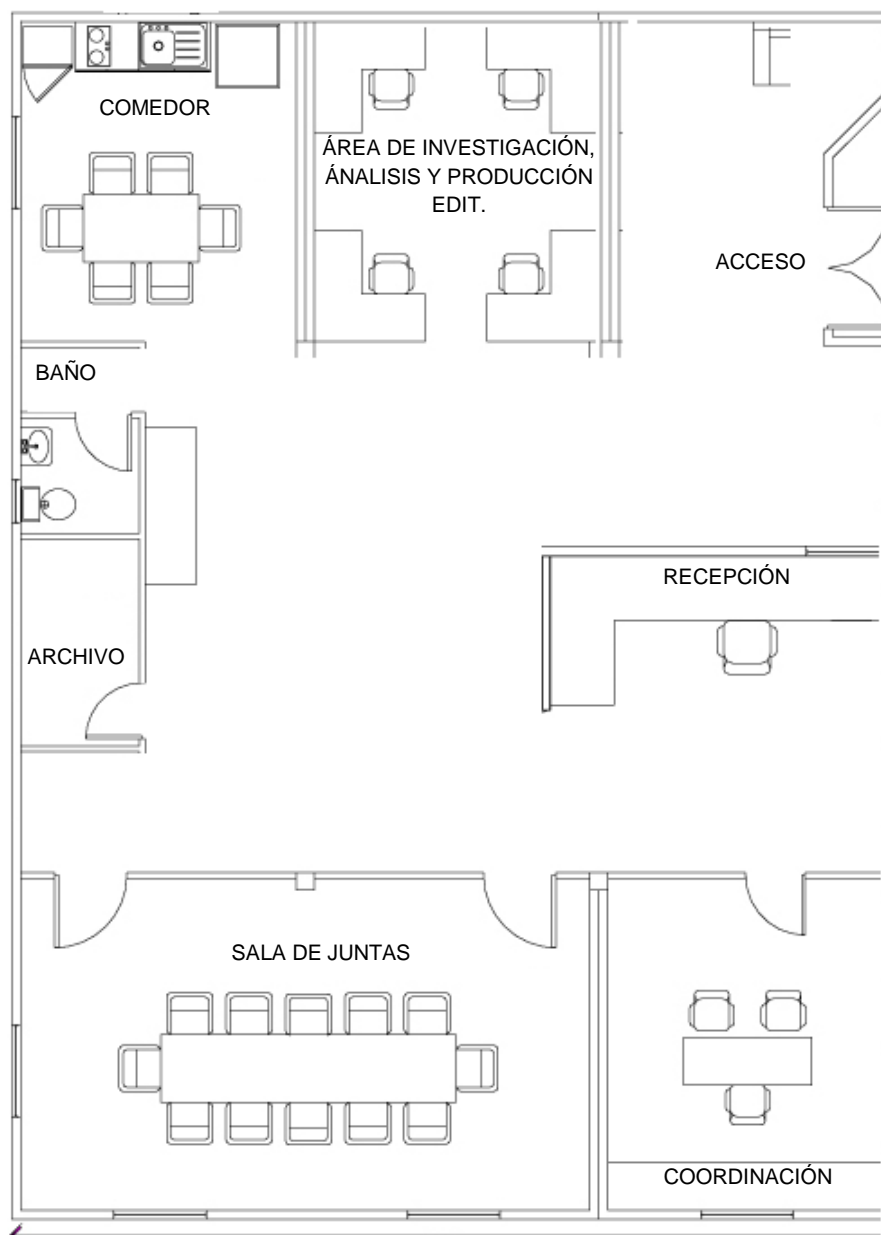 COMEDOR
ÁREA DE INVESTIGACIÓN,
ÁNALISIS Y PRODUCCIÓN
EDIT.
ACCESO
BAÑO
RECEPCIÓN
ARCHIVO
SALA DE JUNTAS
COORDINACIÓN